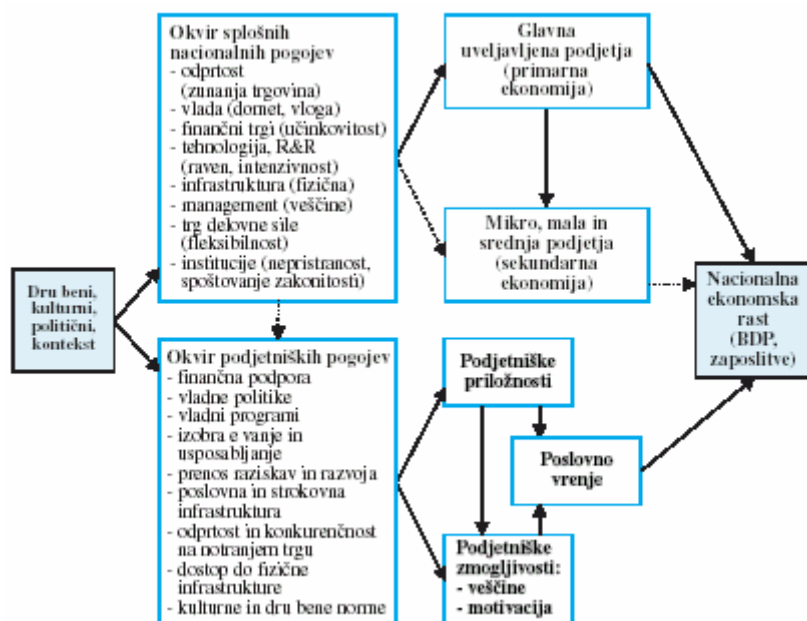 Dru beni,
kulturni,
politični,
kontekst
Okvir splošnih
nacionalnih pogojev
- odprtost
(zunanja trgovina)
- vlada (domet, vloga)
- finančni trgi (učinkovitost)
- tehnologija, R&R
(raven, intenzivnost)
- infrastruktura (fizična)
- management (veščine)
- trg delovne sile
(fleksibilnost)
- institucije (nepristranost,
spoštovanje zakonitosti)
Okvir podjetniških pogojev
- finančna podpora
- vladne politike
- vladni programi
- izobra e vanje in
usposabljanje
- prenos raziskav in razvoja
- poslovna in strokovna
infrastruktura
- odprtost in konkurenčnost
na notranjem trgu
- dostop do fizične
infrastrukture
- kulturne in dru bene norme
Glavna
uveljavljena podjetja
(primarna
ekonomija)
Mikro, mala in
srednja podjetja
(sekundarna
ekonomija)
Podjetniške
priložnosti
Poslovno
vrenje
Podjetniške
zmogljivosti:
- veščine
- motivacija
Nacionalna
ekonomska
rast
(BDP,
zaposlitve)